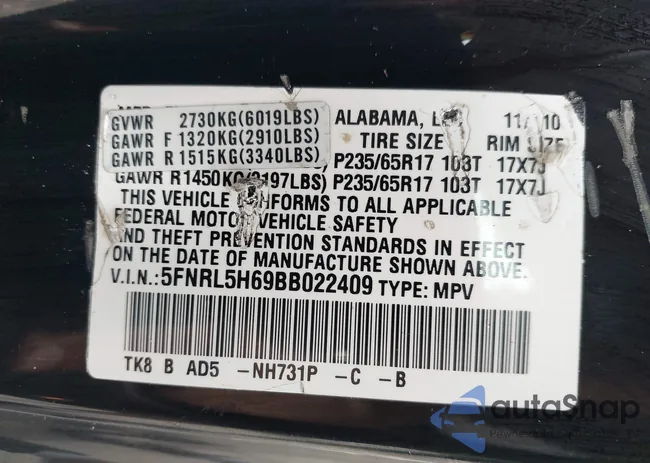 ALABAMA,
11/ 10
GVWR 2730KG(6019LBS)
GAWR F 1320KG(2910LBS) TIRE SIZE RIM SIZE
GAWR R 1515KG(3340LBS) P235/65R17 103T 17X7J
GAWR R1450KG(3197LBS) P235/65R17 103T 17X7J
THIS VEHICLE CONFORMS TO ALL APPLICABLE
FEDERAL MOTOR VEHICLE SAFETY
AND THEFT PREVENTION STANDARDS IN EFFECT
ON THE DATE OF MANUFACTURE SHOWN ABOVE.
V.I.N.: 5FNRL5H69BB022409 TYPE: MPV
TK8 B AD5 -NH731P -C -B
autoSnap